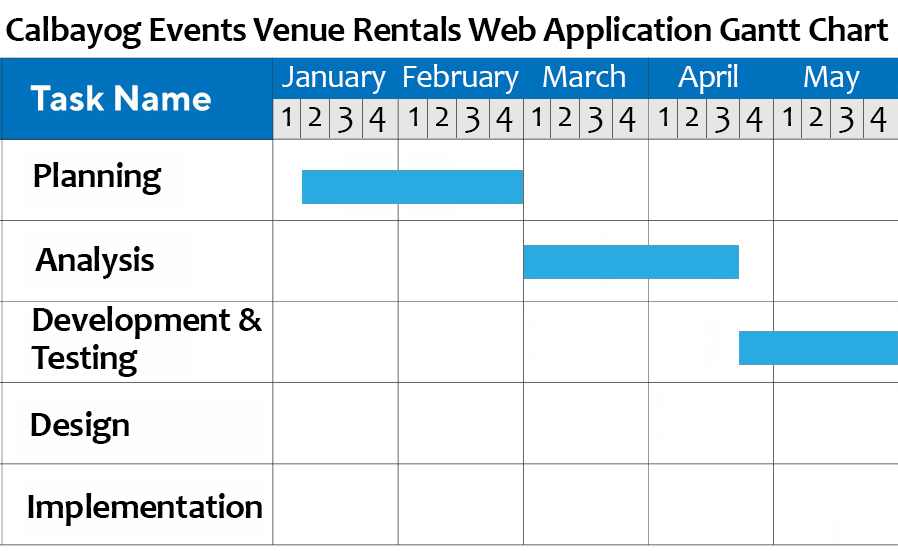 Calbayog Events Venue Rentals Web Application Gantt Chart
Task Name
January February March April May
1 2 3 4 1 2 3 4 1 2 3 4 1 2 3 4 1 2 3 4
Planning
Analysis
Development &
Testing
Design
Implementation